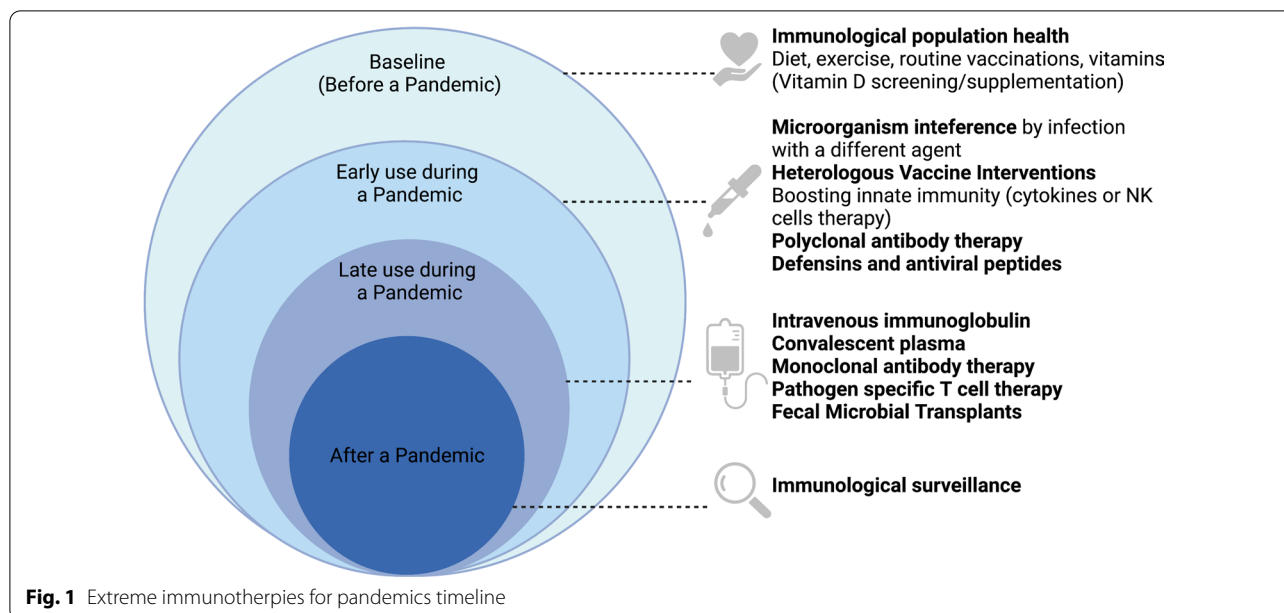 Baseline
(Before a Pandemic)
Early use during
a Pandemic
Late use during
a Pandemic
After a Pandemic
Immunological population health
Diet, exercise, routine vaccinations, vitamins
(Vitamin D screening/supplementation)
Microorganism inteference by infection
with a different agent
Heterologous Vaccine Interventions
Boosting innate immunity (cytokines or NK
cells therapy)
Polyclonal antibody therapy
Defensins and antiviral peptides
Intravenous immunoglobulin
Convalescent plasma
Monoclonal antibody therapy
Pathogen specific T cell therapy
Fecal Microbial Transplants
Immunological surveillance
Fig. 1 Extreme immunotherpies for pandemics timeline